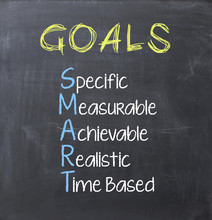 GOALS
Specific
Measurable
Achievable
Realistic
Time Based